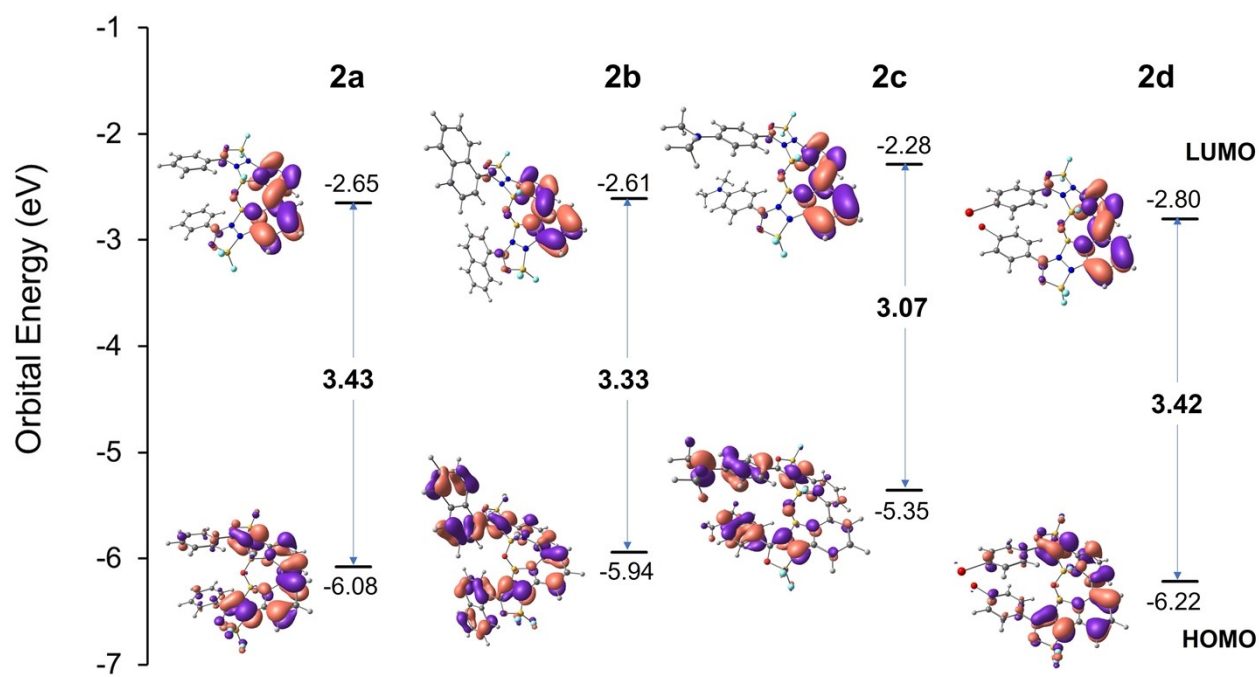 Orbital Energy (eV)
-1
-2
-3
-4
-5
-6
-7
2a
2b
2c
2d
LUMO
-2.65
-2.61
-2.28
-2.80
3.43
3.33
3.07
3.42
-6.08
-5.94
-5.35
-6.22
HOMO